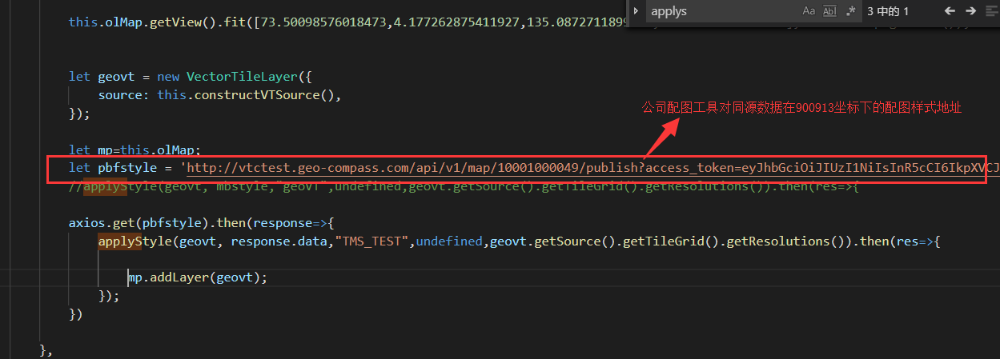 applys Aa Abl .* 3 中的 1
this.olMap.getView().fit([73.50098576018473,4.177262875411927,135.0872711899
let geovt = new VectorTileLayer({
source: this.constructVTSource(),
});
公司配图工具对同源数据在900913坐标下的配图样式地址
let mp=this.olMap;
let pbfstyle = 'http://vtctest.geo-compass.com/api/v1/map/10001000049/publish?access_token=eyJhbGciOiJIUzI1NiIsInR5cCI6IkpXVCJ
//applyStyle(geovt, mbstyle,"geoVT",undefined,geovt.getSource().getTileGrid().getResolutions()).then(res=>{
axios.get(pbfstyle).then(response=>{
applyStyle(geovt, response.data,"TMS_TEST",undefined,geovt.getSource().getTileGrid().getResolutions()).then(res=>{
mp.addLayer(geovt);
});
})
},